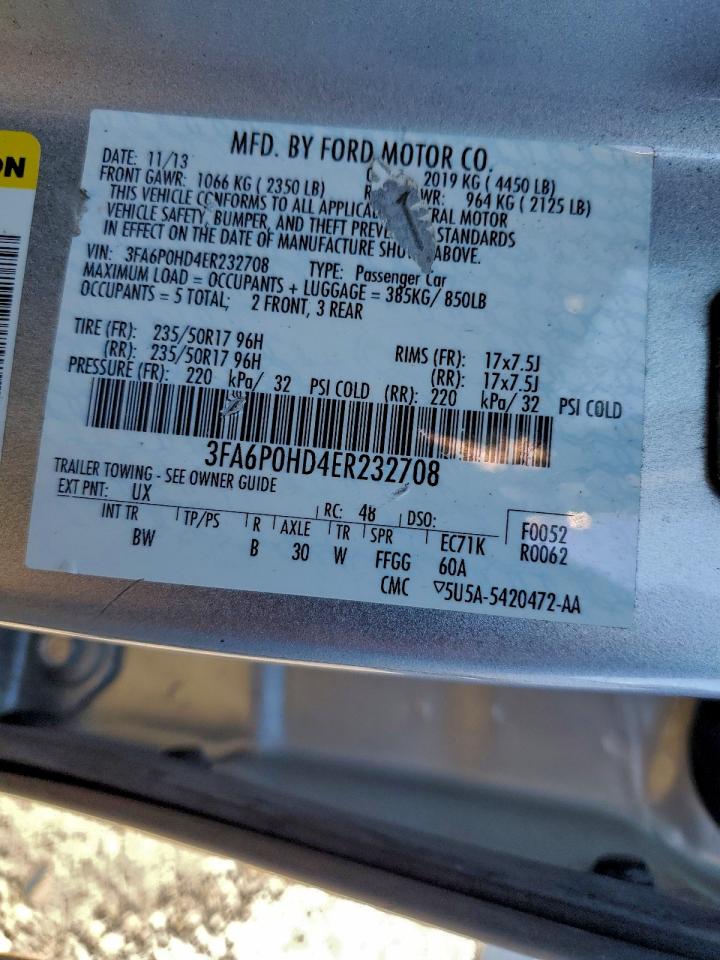 ON
MFD. BY FORD MOTOR CO.
DATE: 11/13 2019 KG ( 4450 LB)
FRONT GAWR: 1066 KG ( 2350 LB) WR: 964 KG ( 2125 LB)
THIS VEHICLE CONFORMS TO ALL APPLICA RAL MOTOR
VEHICLE SAFETY, BUMPER, AND THEFT PREVE STANDARDS
IN EFFECT ON THE DATE OF MANUFACTURE SHO ABOVE.
VIN: 3FA6P0HD4ER232708 TYPE: Passenger Car
MAXIMUM LOAD = OCCUPANTS + LUGGAGE = 385KG/ 850LB
OCCUPANTS = 5 TOTAL; 2 FRONT, 3 REAR
TIRE (FR): 235/50R17 96H RIMS (FR): 17x7.5J
(RR): 235/50R17 96H (RR): 17x7.5J
PRESSURE (FR): 220 kPa/ 32 PSI COLD (RR): 220 kPa/ 32 PSI COLD
3FA6P0HD4ER232708
TRAILER TOWING - SEE OWNER GUIDE
EXT PNT: UX RC: 48 DSO: F0052
INT TR TP/PS R AXLE TR SPR EC71K R0062
BW B 30 W FFGG 60A
CMC ▽5U5A-5420472-AA